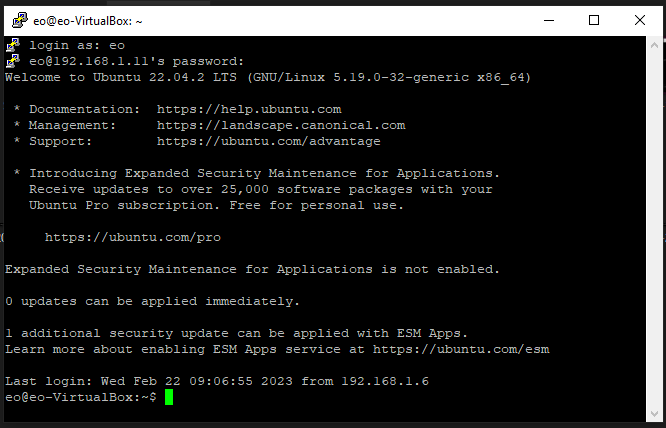 eo@eo-VirtualBox: ~
login as: eo
eo@192.168.1.11's password:
Welcome to Ubuntu 22.04.2 LTS (GNU/Linux 5.19.0-32-generic x86_64)
* Documentation:  https://help.ubuntu.com
* Management:     https://landscape.canonical.com
* Support:        https://ubuntu.com/advantage
* Introducing Expanded Security Maintenance for Applications.
Receive updates to over 25,000 software packages with your
Ubuntu Pro subscription. Free for personal use.
https://ubuntu.com/pro
Expanded Security Maintenance for Applications is not enabled.
0 updates can be applied immediately.
1 additional security update can be applied with ESM Apps.
Learn more about enabling ESM Apps service at https://ubuntu.com/esm
Last login: Wed Feb 22 09:06:55 2023 from 192.168.1.6
eo@eo-VirtualBox:~$